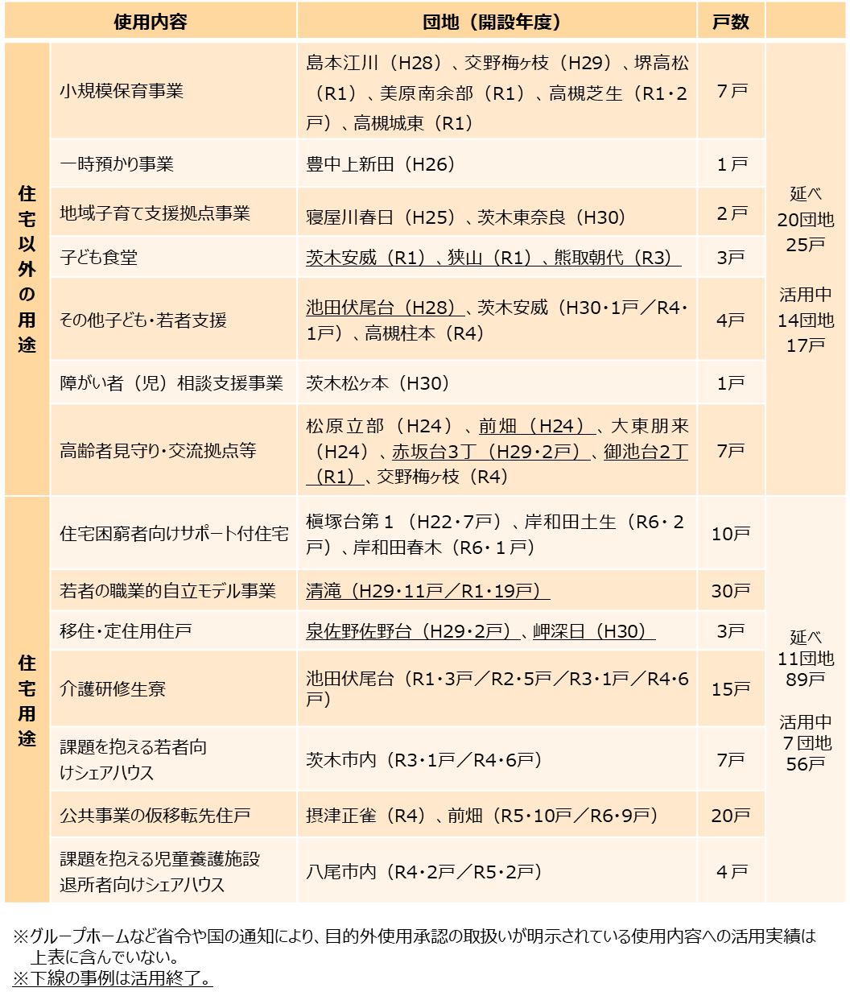 使用内容
団地（開設年度）
戸数
住宅以外の用途
小規模保育事業
島本江川（H28）、交野梅ヶ枝（H29）、堺高松
（R1）、美原南余部（R1）、高槻芝生（R1・2
戸）、高槻城東（R1）
７戸
一時預かり事業
豊中上新田（H26）
１戸
地域子育て支援拠点事業
寝屋川春日（H25）、茨木東奈良（H30）
２戸
子ども食堂
茨木安威（R1）、狭山（R1）、熊取朝代（R3）
3戸
その他子ども・若者支援
池田伏尾台（H28）、茨木安威（H30・1戸／R4・
1戸）、高槻柱本（R4）
4戸
障がい者（児）相談支援事業
茨木松ヶ本（H30）
1戸
高齢者見守り・交流拠点等
松原立部（H24）、前畑（H24）、大東朋来
（H24）、赤坂台3丁（H29・2戸）、御池台2丁
（R1）、交野梅ヶ枝（R4）
7戸
延べ
20団地
25戸
活用中
14団地
17戸
住宅用途
住宅困窮者向けサポート付住宅
槇塚台第１（H22・7戸）、岸和田土生（R6・２
戸）、岸和田春木（R6・１戸）
10戸
若者の職業的自立モデル事業
清滝（H29・11戸／R1・19戸）
30戸
移住・定住用住戸
泉佐野佐野台（H29・2戸）、岬深日（H30）
3戸
介護研修生寮
池田伏尾台（R1・3戸／R2・5戸／R3・1戸／R4・6
戸）
15戸
課題を抱える若者向
けシェアハウス
茨木市内（R3・1戸／R4・6戸）
7戸
公共事業の仮移転先住戸
摂津正雀（R4）、前畑（R5・10戸／R6・9戸）
20戸
課題を抱える児童養護施設
退所者向けシェアハウス
八尾市内（R4・2戸／R5・2戸）
４戸
延べ
11団地
89戸
活用中
７団地
56戸
※グループホームなど省令や国の通知により、目的外使用承認の取扱いが明示されている使用内容への活用実績は
上表に含んでいない。
※下線の事例は活用終了。